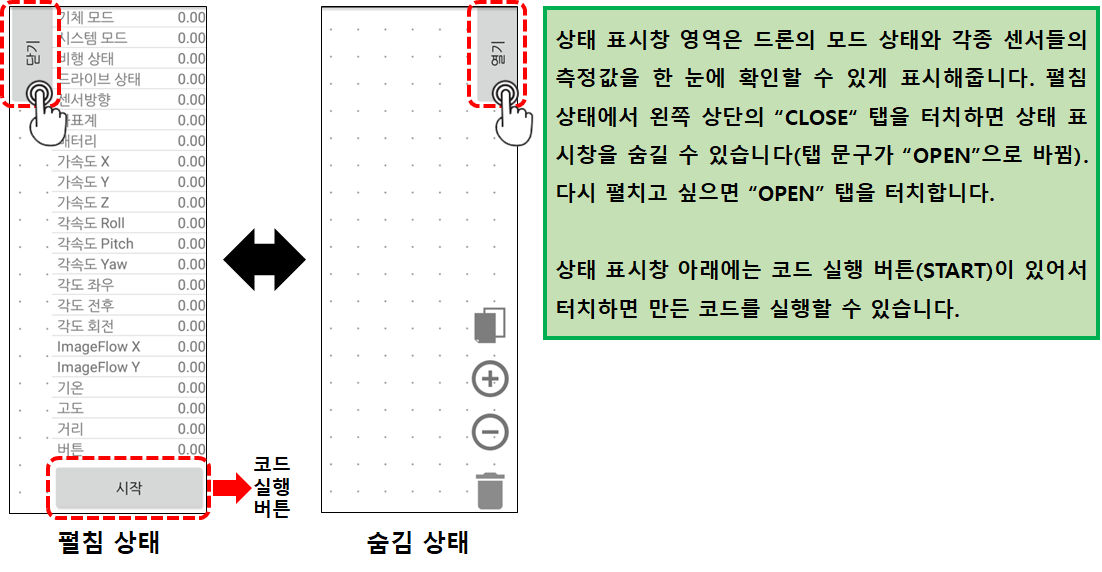 닫기
기체 모드 0.00
시스템 모드 0.00
비행 상태 0.00
드라이브 상태 0.00
센서방향 0.00
표계 0.00
배터리 0.00
가속도 X 0.00
가속도 Y 0.00
가속도 Z 0.00
각속도 Roll 0.00
각속도 Pitch 0.00
각속도 Yaw 0.00
각도 좌우 0.00
각도 전후 0.00
각도 회전 0.00
ImageFlow X 0.00
ImageFlow Y 0.00
기온 0.00
고도 0.00
거리 0.00
버튼 0.00
시작
코드
실행
버튼
펼침 상태
열기
숨김 상태
상태 표시창 영역은 드론의 모드 상태와 각종 센서들의
측정값을 한 눈에 확인할 수 있게 표시해줍니다. 펼침
상태에서 왼쪽 상단의 “CLOSE“ 탭을 터치하면 상태 표
시창을 숨길 수 있습니다(탭 문구가 “OPEN”으로 바뀜).
다시 펼치고 싶으면 “OPEN” 탭을 터치합니다.
상태 표시창 아래에는 코드 실행 버튼(START)이 있어서
터치하면 만든 코드를 실행할 수 있습니다.